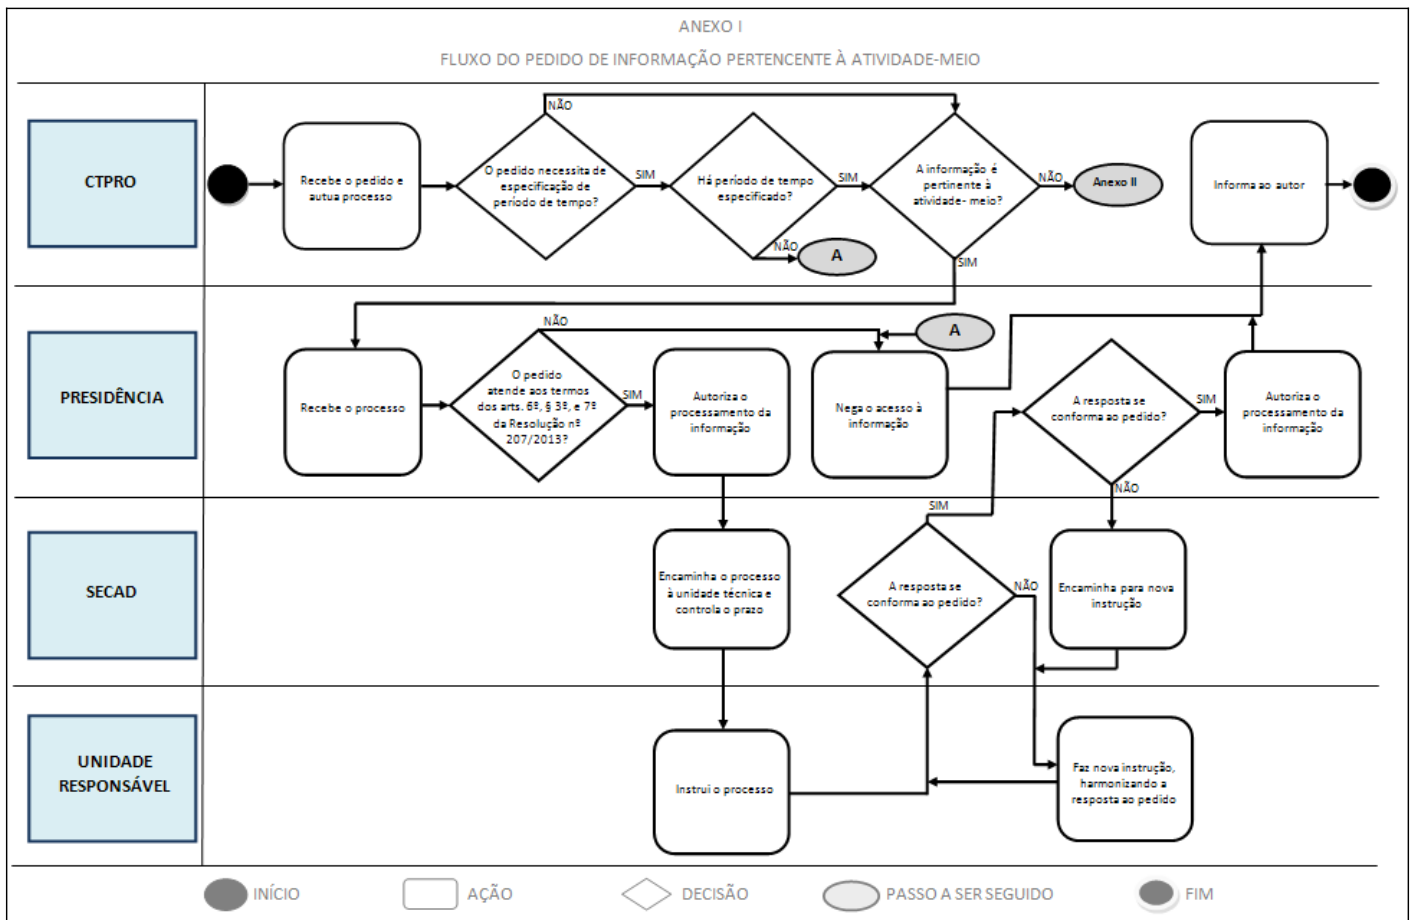 ANEXO I
FLUXO DO PEDIDO DE INFORMAÇÃO PERTENCENTE À ATIVIDADE-MEIO
CTPRO
Recebe o pedido e
autua processo
NÃO
O pedido necessita de
especificação de
período de tempo?
SIM
Há período de tempo
especificado?
SIM
NÃO
A
A informação é
pertinente à
atividade- meio?
NÃO
Anexo II
SIM
Informa ao autor
PRESIDÊNCIA
Recebe o processo
NÃO
O pedido
atende aos termos
dos arts. 6º, § 3º, e 7º
da Resolução nº
207/2013?
SIM
Autoriza o
processamento da
informação
A
Nega o acesso à
informação
A resposta se
conforma ao pedido?
SIM
NÃO
Autoriza o
processamento da
informação
SECAD
Encaminha o processo
à unidade técnica e
controla o prazo
SIM
A resposta se
conforma ao pedido?
NÃO
Encaminha para nova
instrução
UNIDADE
RESPONSÁVEL
Instrui o processo
Faz nova instrução,
harmonizando a
resposta ao pedido
INÍCIO
AÇÃO
DECISÃO
PASSO A SER SEGUIDO
FIM